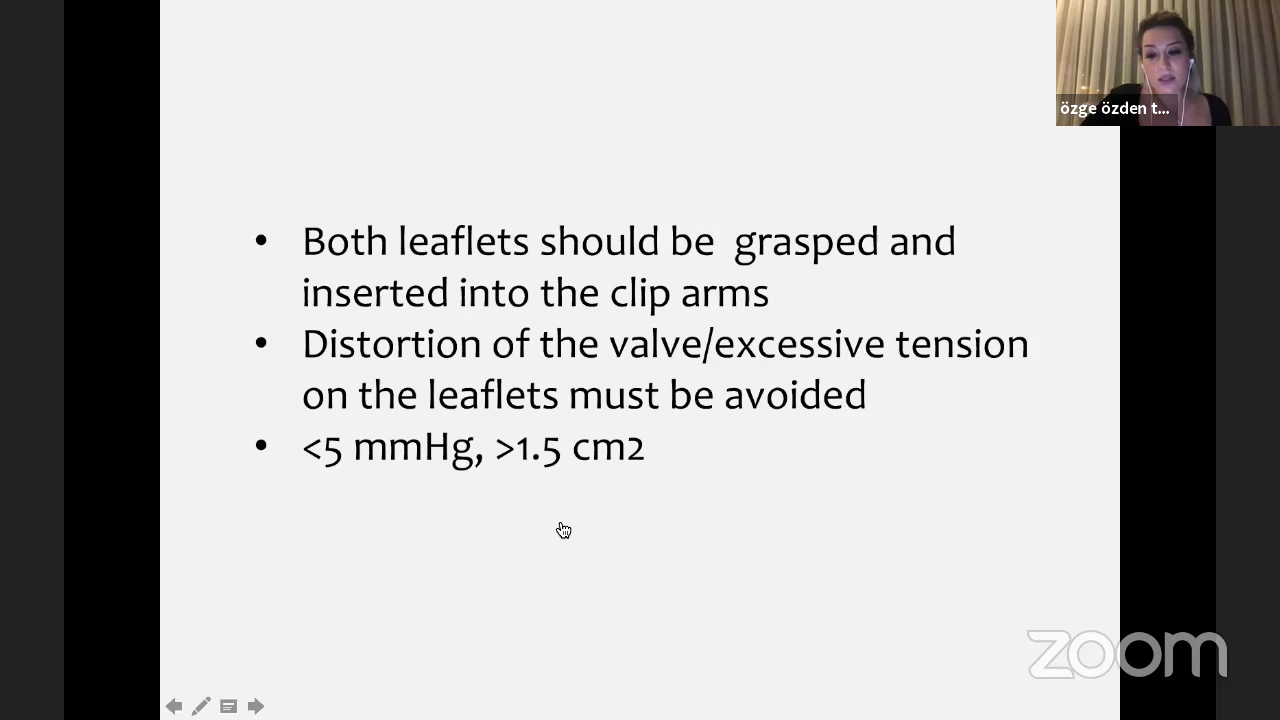 özge özden t...
• Both leaflets should be grasped and
inserted into the clip arms
• Distortion of the valve/excessive tension
on the leaflets must be avoided
• <5 mmHg, >1.5 cm2
zoom